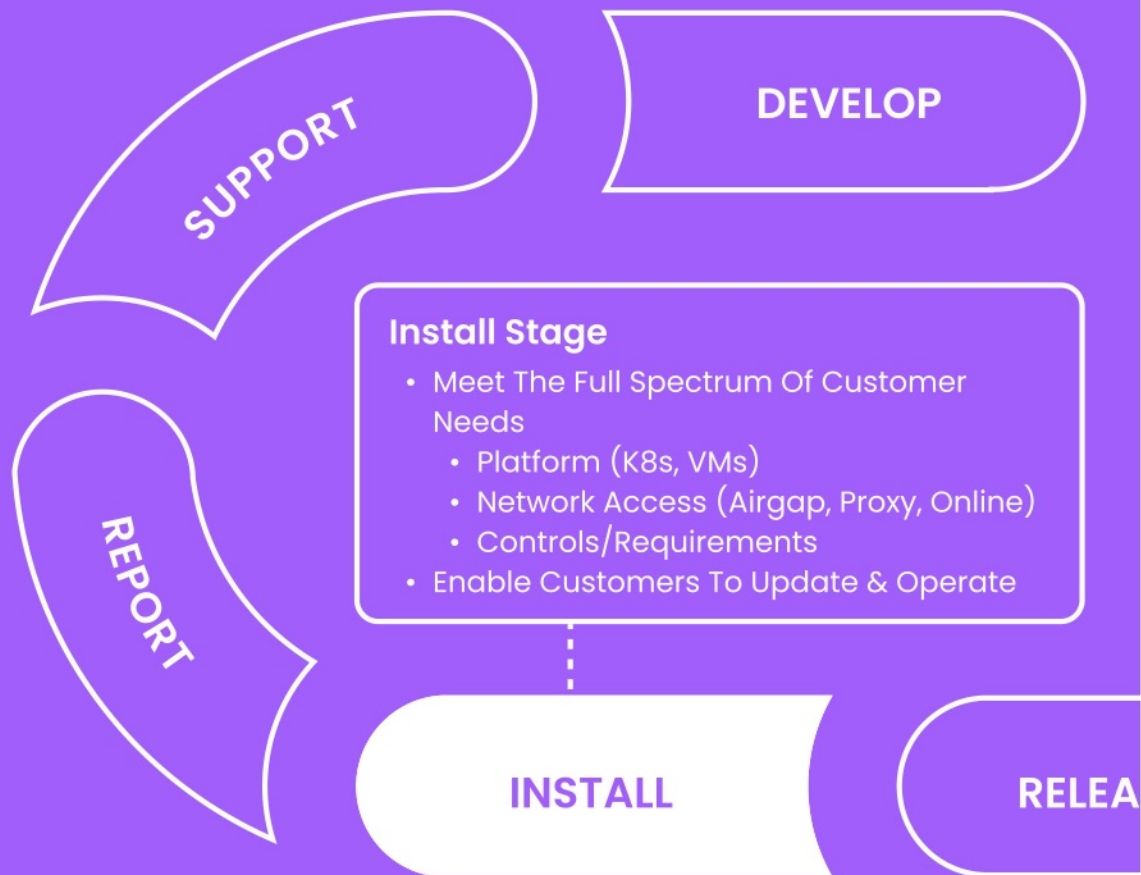 SUPPORT
DEVELOP
Install Stage
• Meet The Full Spectrum Of Customer
Needs
• Platform (K8s, VMs)
• Network Access (Airgap, Proxy, Online)
• Controls/Requirements
• Enable Customers To Update & Operate
REPORT
INSTALL
RELEA